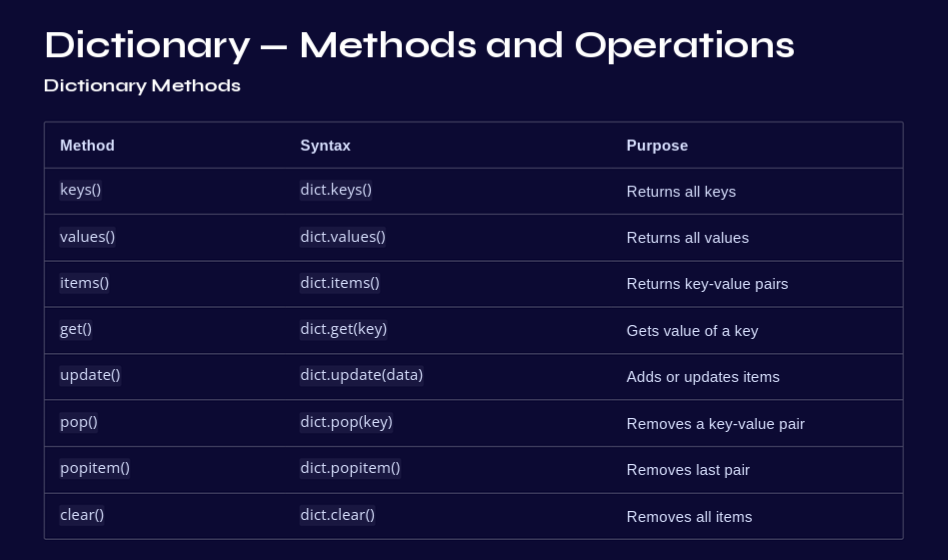 Dictionary — Methods and Operations
Dictionary Methods
Method Syntax Purpose
keys() dict.keys() Returns all keys
values() dict.values() Returns all values
items() dict.items() Returns key-value pairs
get() dict.get(key) Gets value of a key
update() dict.update(data) Adds or updates items
pop() dict.pop(key) Removes a key-value pair
popitem() dict.popitem() Removes last pair
clear() dict.clear() Removes all items